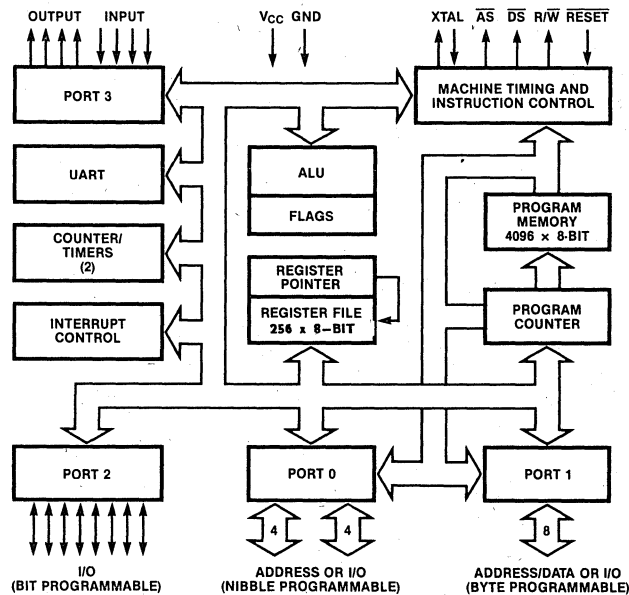 OUTPUT INPUT
VCC GND
XTAL AS DS R/W RESET
PORT 3
MACHINE TIMING AND
INSTRUCTION CONTROL
UART
ALU
FLAGS
COUNTER/
TIMERS
(2)
PROGRAM
MEMORY
4096 × 8-BIT
REGISTER
POINTER
REGISTER FILE
256 x 8-BIT
INTERRUPT
CONTROL
PROGRAM
COUNTER
PORT 2
PORT 0
PORT 1
4
4
8
I/O
(BIT PROGRAMMABLE)
ADDRESS OR I/O
(NIBBLE PROGRAMMABLE)
ADDRESS/DATA OR I/O
(BYTE PROGRAMMABLE)